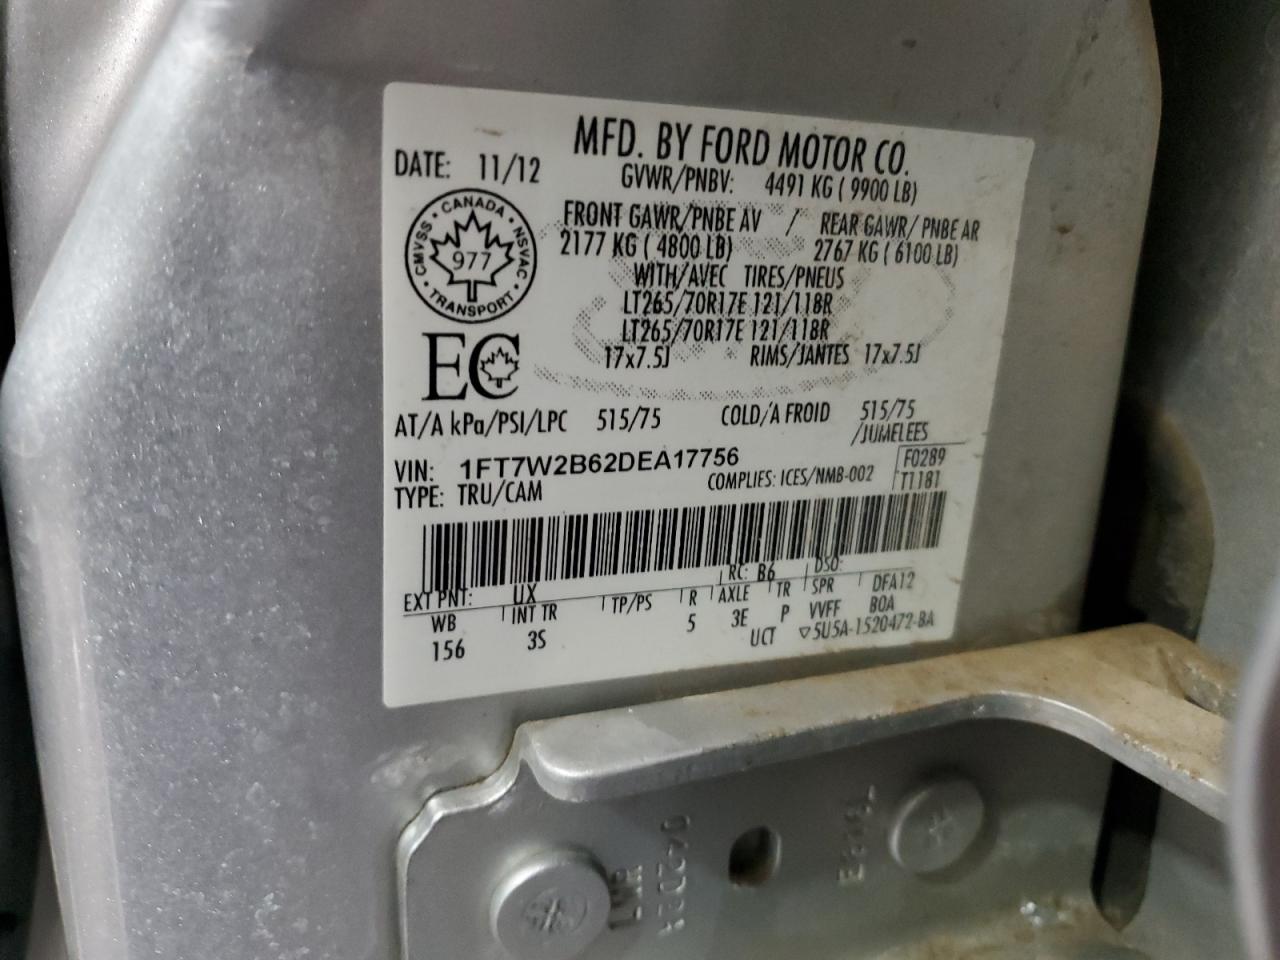 MFD. BY FORD MOTOR CO.
DATE: 11/12
GVWR/PNBV: 4491 KG ( 9900 LB)
FRONT GAWR/PNBE AV / REAR GAWR/ PNBE AR
2177 KG ( 4800 LB) 2767 KG ( 6100 LB)
WITH/AVEC TIRES/PNEUS
LT265/70R17E 121/118R
LT265/70R17E 121/118R
17x7.5J RIMS/JANTES 17x7.5J
CANADA
CMVSS • NSVAC
977
TRANSPORT
EC
AT/A kPa/PSI/LPC 515/75 COLD/A FROID 515/75
/JUMELEES
VIN: 1FT7W2B62DEA17756
F0289
TYPE: TRU/CAM COMPLIES: ICES/NMB-002 T1181
EXT PNT: UX RC: B6 DSO:
WB INT TR TP/PS R AXLE TR SPR DFA12
156 3S 5 3E P VVFF BOA
UCT ▽5U5A-1520472-BA